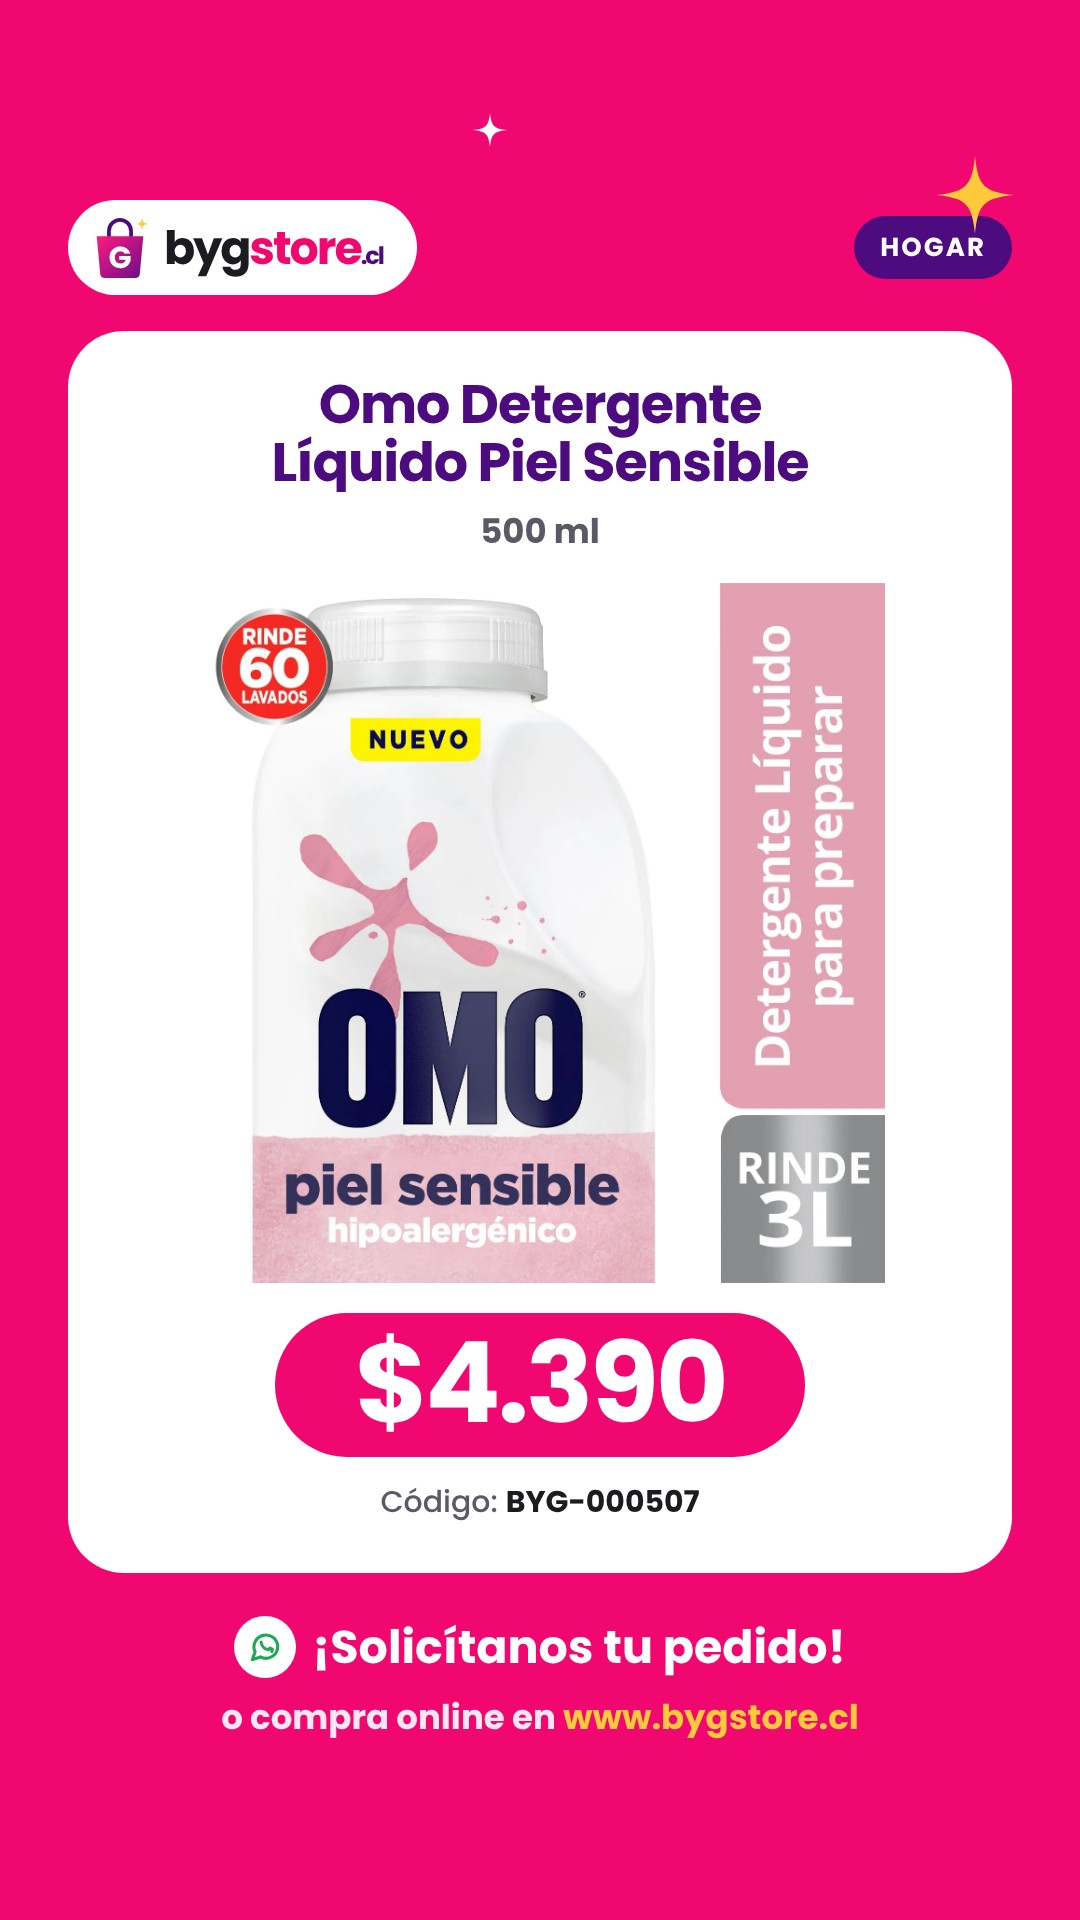 bygstore.cl
G
HOGAR
Omo Detergente
Líquido Piel Sensible
500 ml
RINDE
60
LAVADOS
NUEVO
OMO®
piel sensible
hipoalergénico
Detergente Líquido
para preparar
RINDE
3L
$4.390
Código: BYG-000507
¡Solicítanos tu pedido!
o compra online en www.bygstore.cl